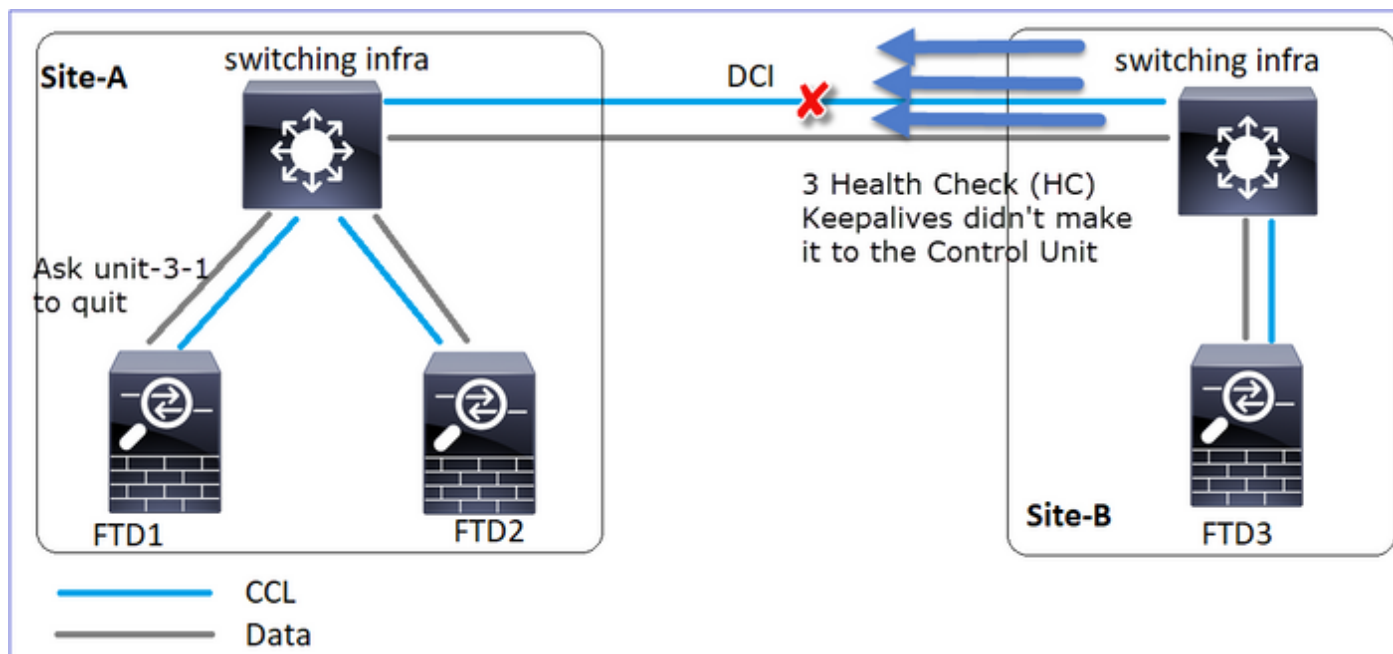 switching infra
Site-A
DCI
switching infra
3 Health Check (HC)
Keepalives didn't make
it to the Control Unit
Ask unit-3-1
to quit
FTD1
FTD2
Site-B
FTD3
CCL
Data